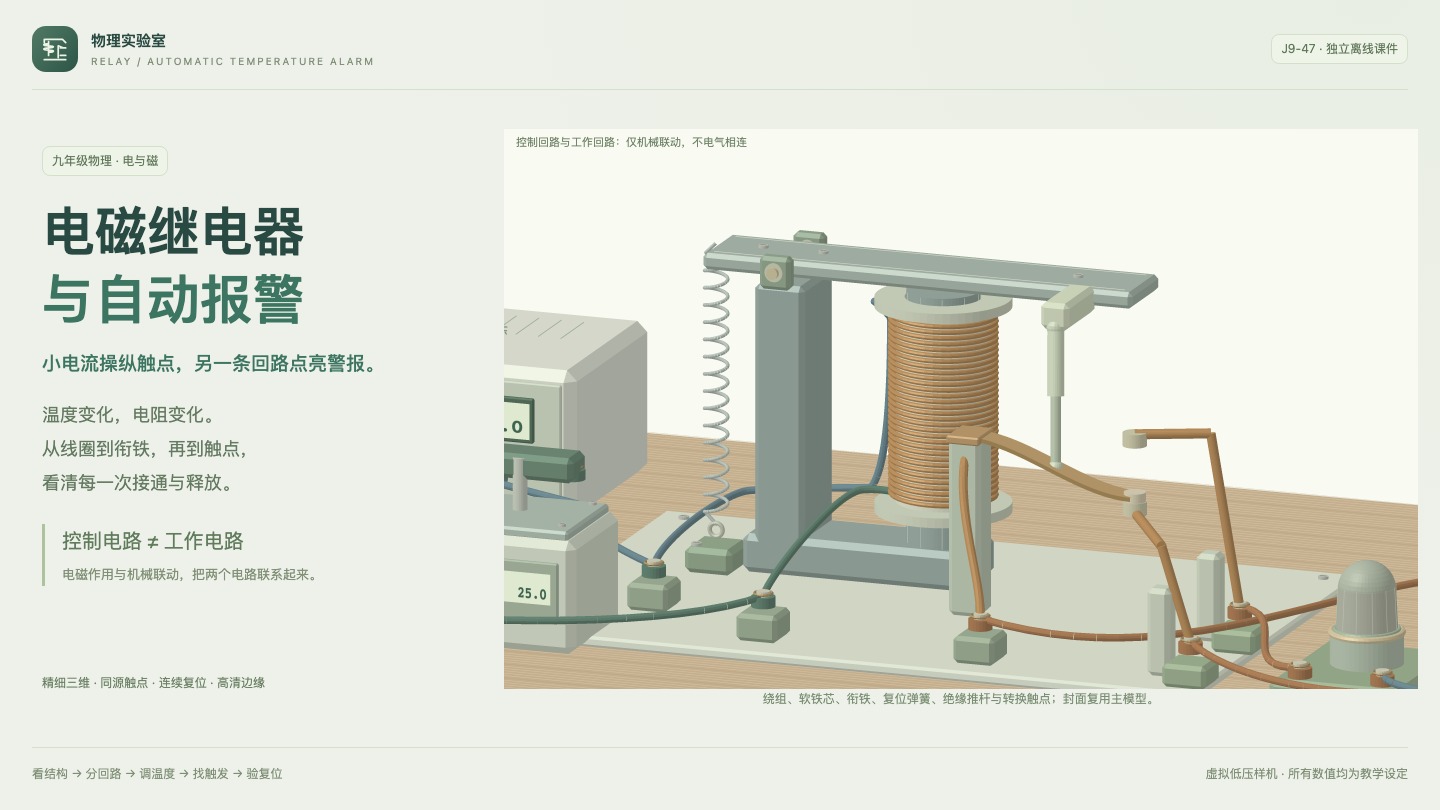 物理实验室
RELAY / AUTOMATIC TEMPERATURE ALARM
J9-47 · 独立离线课件
九年级物理 · 电与磁
电磁继电器
与自动报警
小电流操纵触点，另一条回路点亮警报。
温度变化，电阻变化。
从线圈到衔铁，再到触点，
看清每一次接通与释放。
控制电路 ≠ 工作电路
电磁作用与机械联动，把两个电路联系起来。
精细三维 · 同源触点 · 连续复位 · 高清边缘
控制回路与工作回路：仅机械联动，不电气相连
.0
25.0
绕组、软铁芯、衔铁、复位弹簧、绝缘推杆与转换触点；封面复用主模型。
看结构 → 分回路 → 调温度 → 找触发 → 验复位
虚拟低压样机 · 所有数值均为教学设定